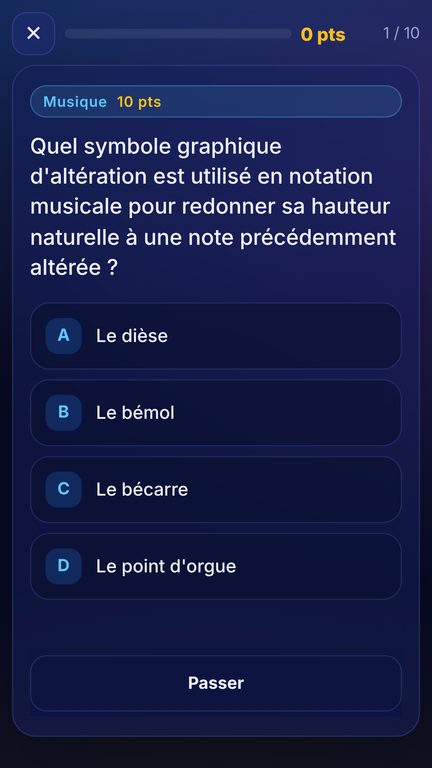 ✕ 0 pts 1 / 10
Musique 10 pts
Quel symbole graphique
d'altération est utilisé en notation
musicale pour redonner sa hauteur
naturelle à une note précédemment
altérée ?
A Le dièse
B Le bémol
C Le bécarre
D Le point d'orgue
Passer